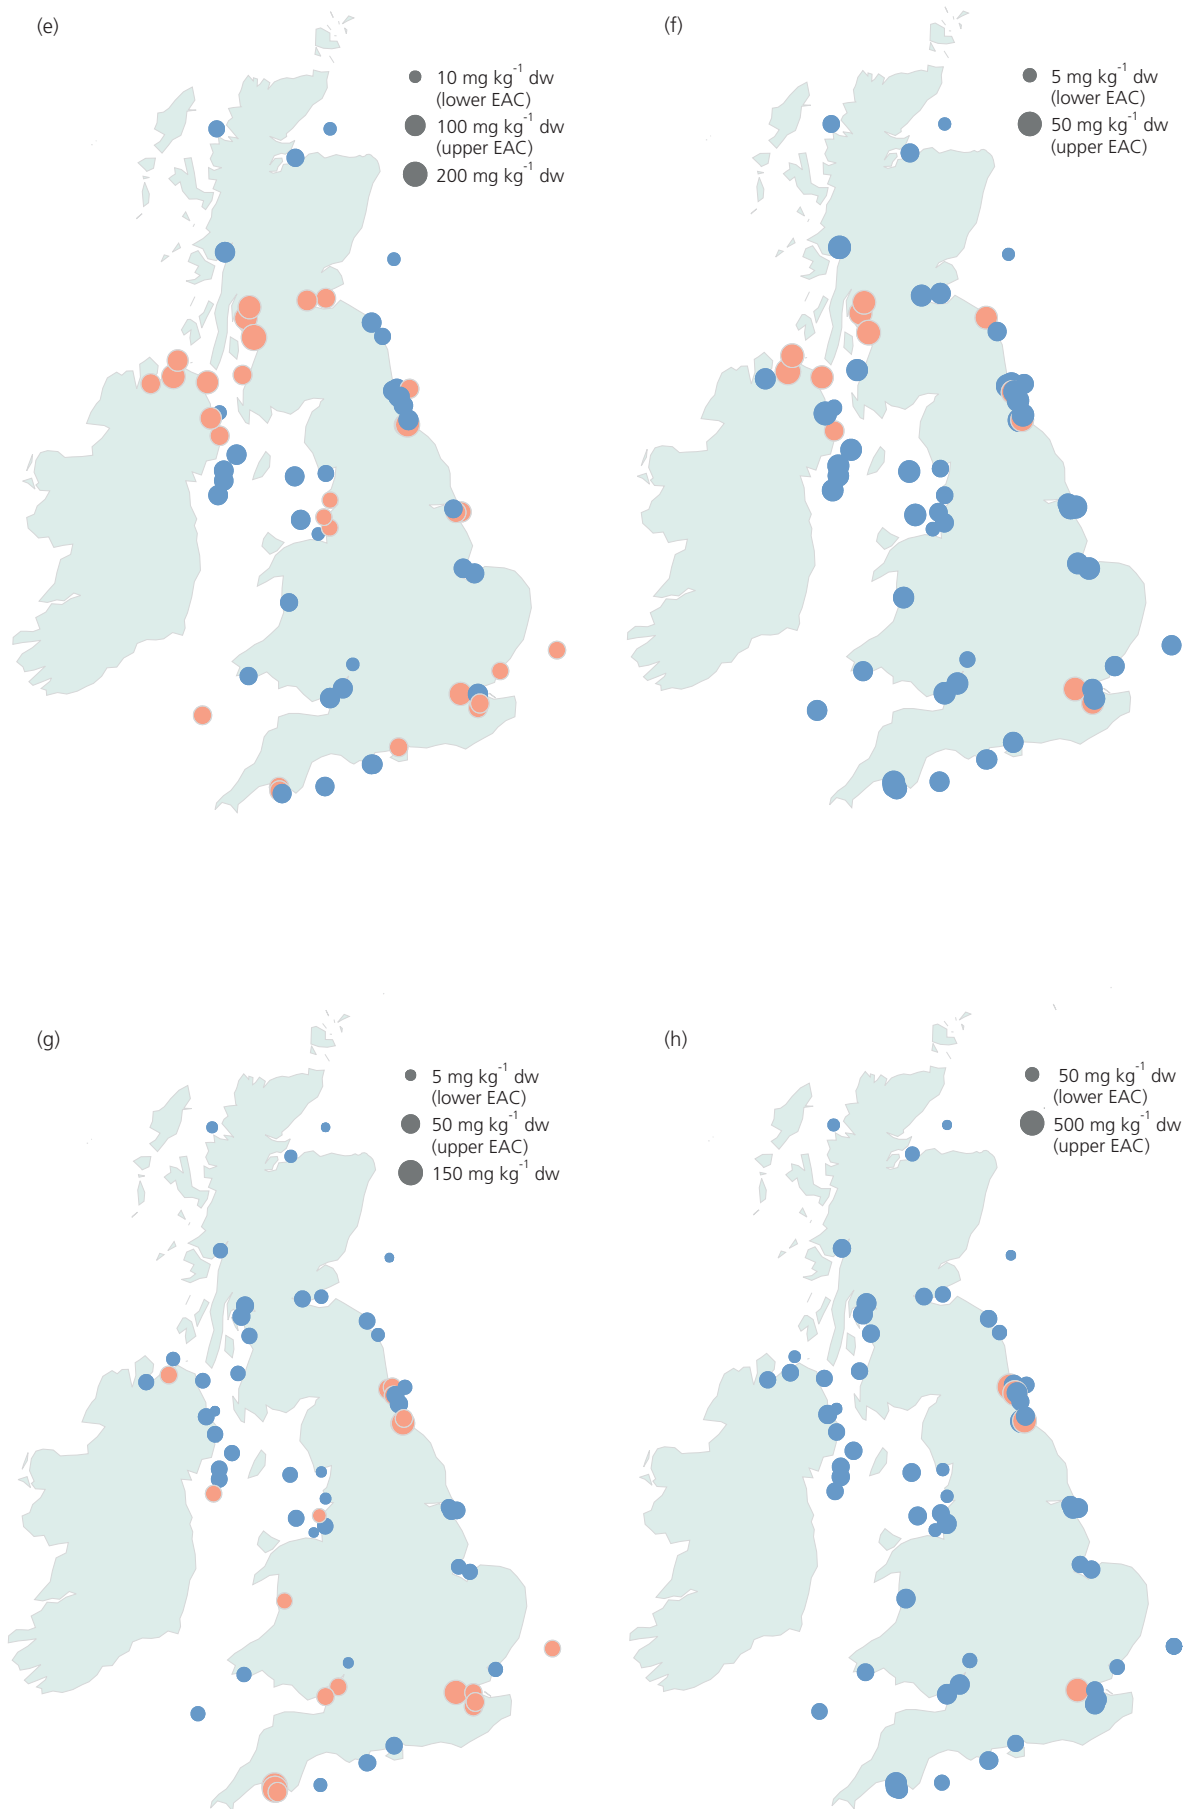 (e)
10 mg kg⁻¹ dw
(lower EAC)
100 mg kg⁻¹ dw
(upper EAC)
200 mg kg⁻¹ dw
(f)
5 mg kg⁻¹ dw
(lower EAC)
50 mg kg⁻¹ dw
(upper EAC)
(g)
5 mg kg⁻¹ dw
(lower EAC)
50 mg kg⁻¹ dw
(upper EAC)
150 mg kg⁻¹ dw
(h)
50 mg kg⁻¹ dw
(lower EAC)
500 mg kg⁻¹ dw
(upper EAC)